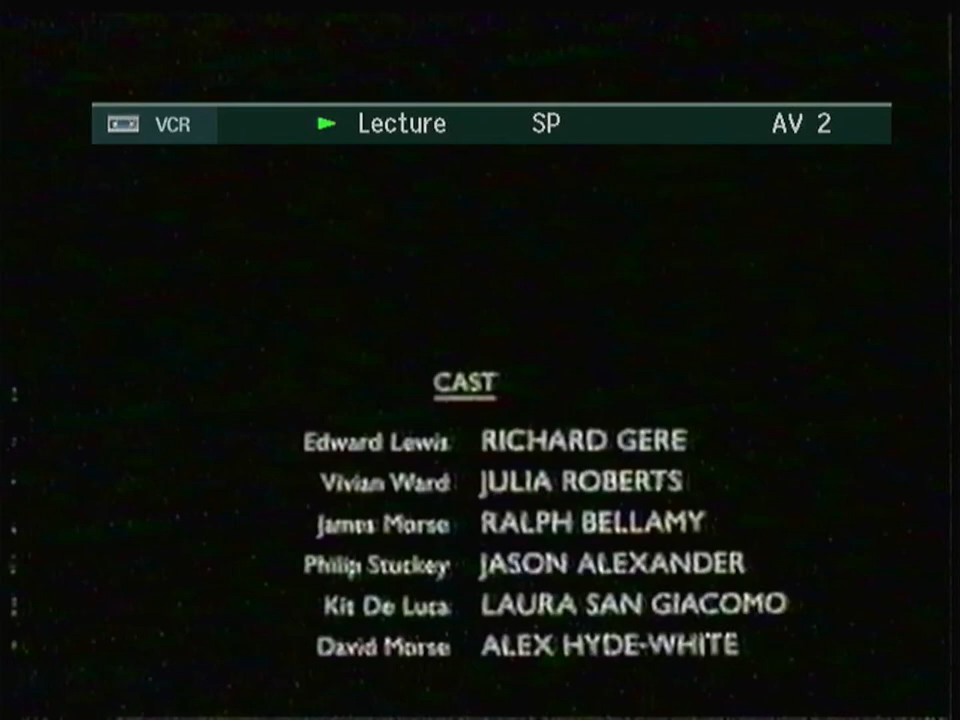 VCR Lecture SP AV 2
CAST
Edward Lewis RICHARD GERE
Vivian Ward JULIA ROBERTS
James Morse RALPH BELLAMY
Philip Stuckey JASON ALEXANDER
Kit De Luca LAURA SAN GIACOMO
David Morse ALEX HYDE-WHITE